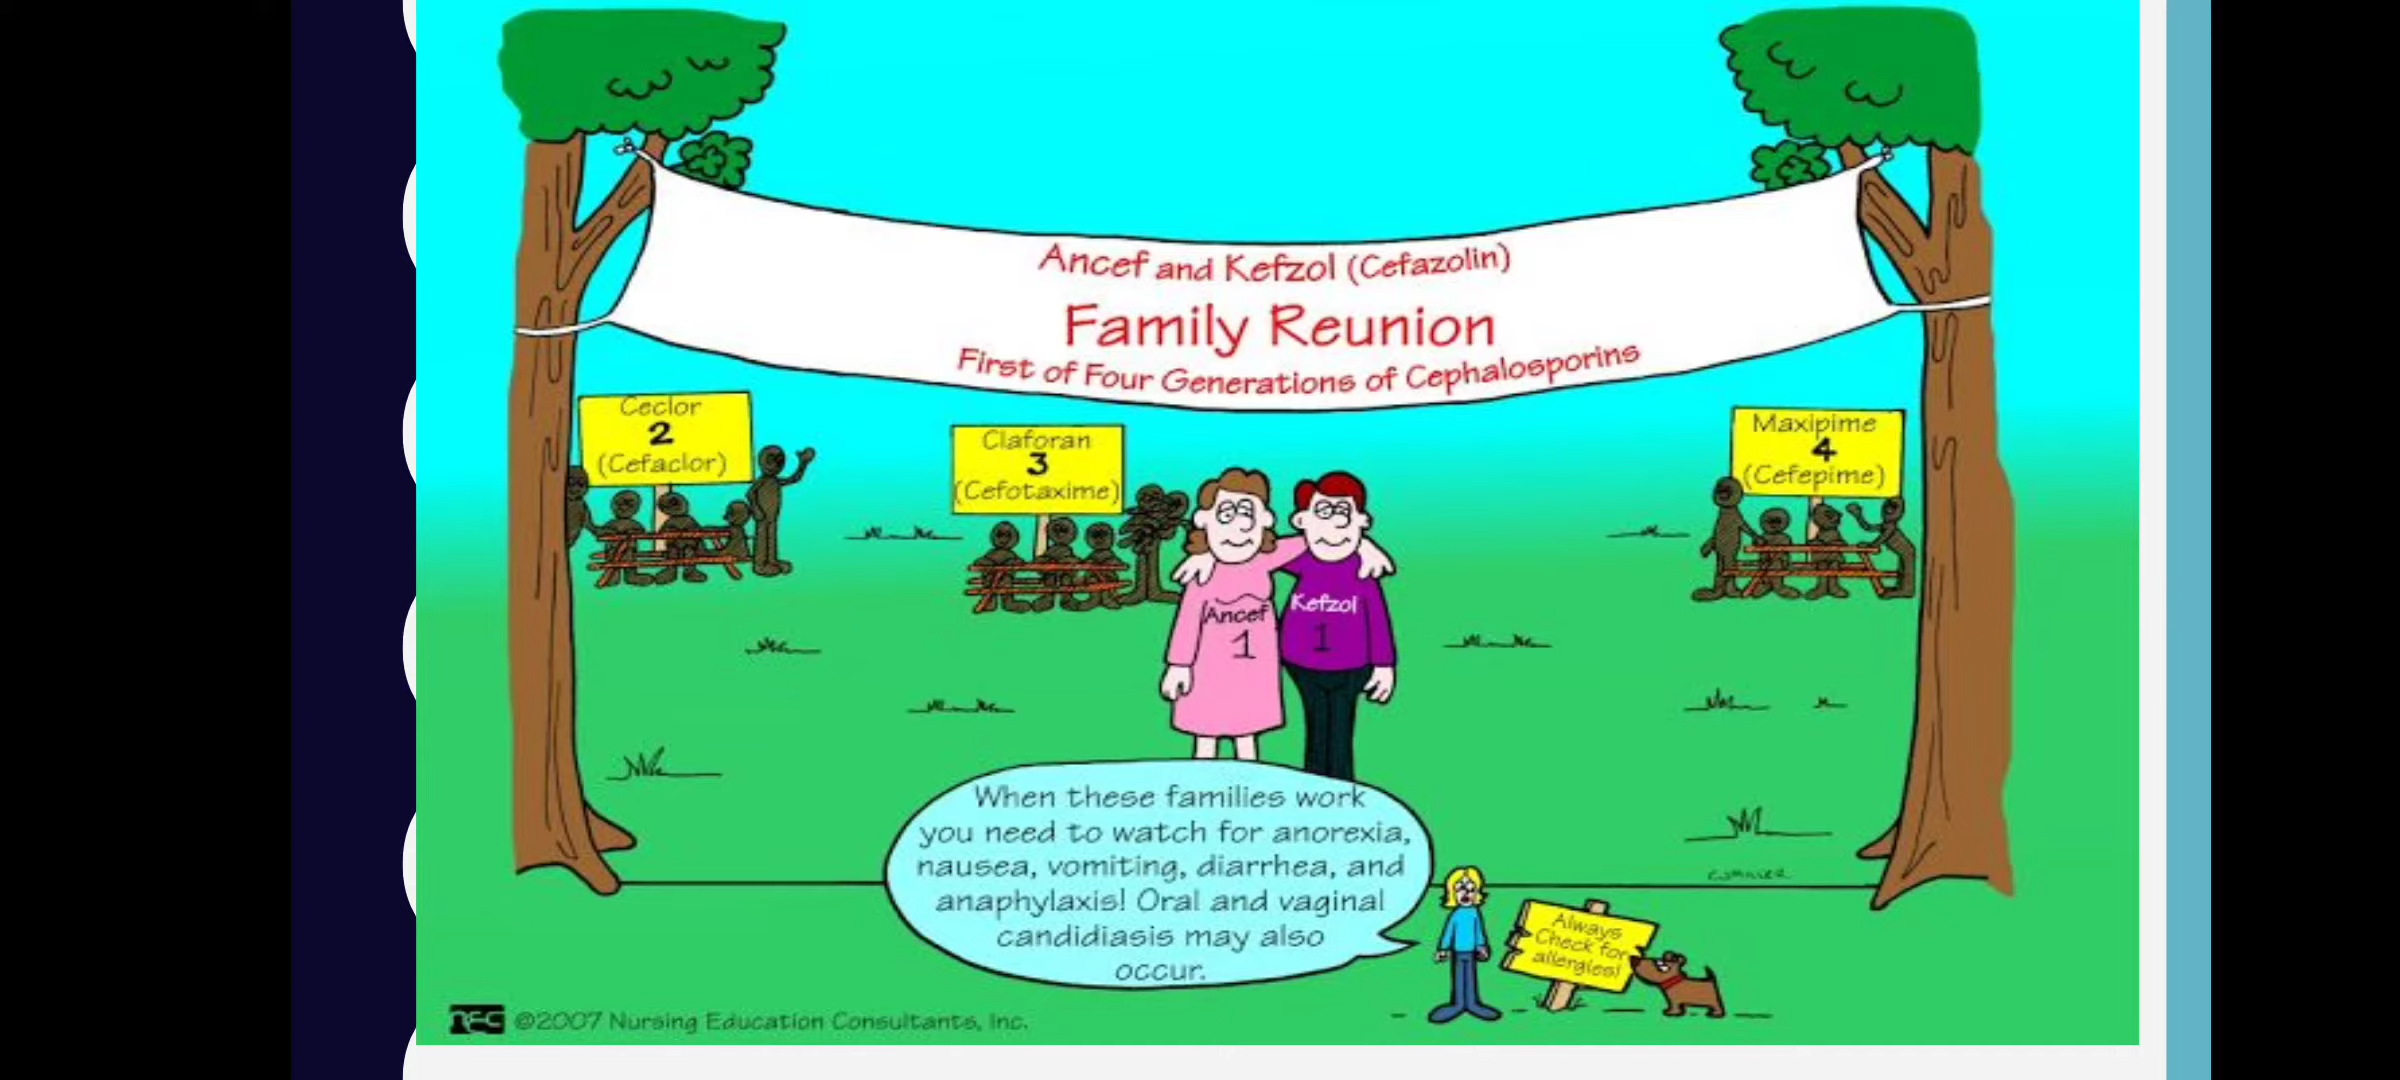 Ancef and Kefzol (Cefazolin)
Family Reunion
First of Four Generations of Cephalosporins
Ceclor
2
(Cefaclor)
Claforan
3
(Cefotaxime)
Maxipime
4
(Cefepime)
Ancef
1
Kefzol
1
When these families work
you need to watch for anorexia,
nausea, vomiting, diarrhea, and
anaphylaxis! Oral and vaginal
candidiasis may also
occur.
Always
Check for
allergies!
©2007 Nursing Education Consultants, Inc.